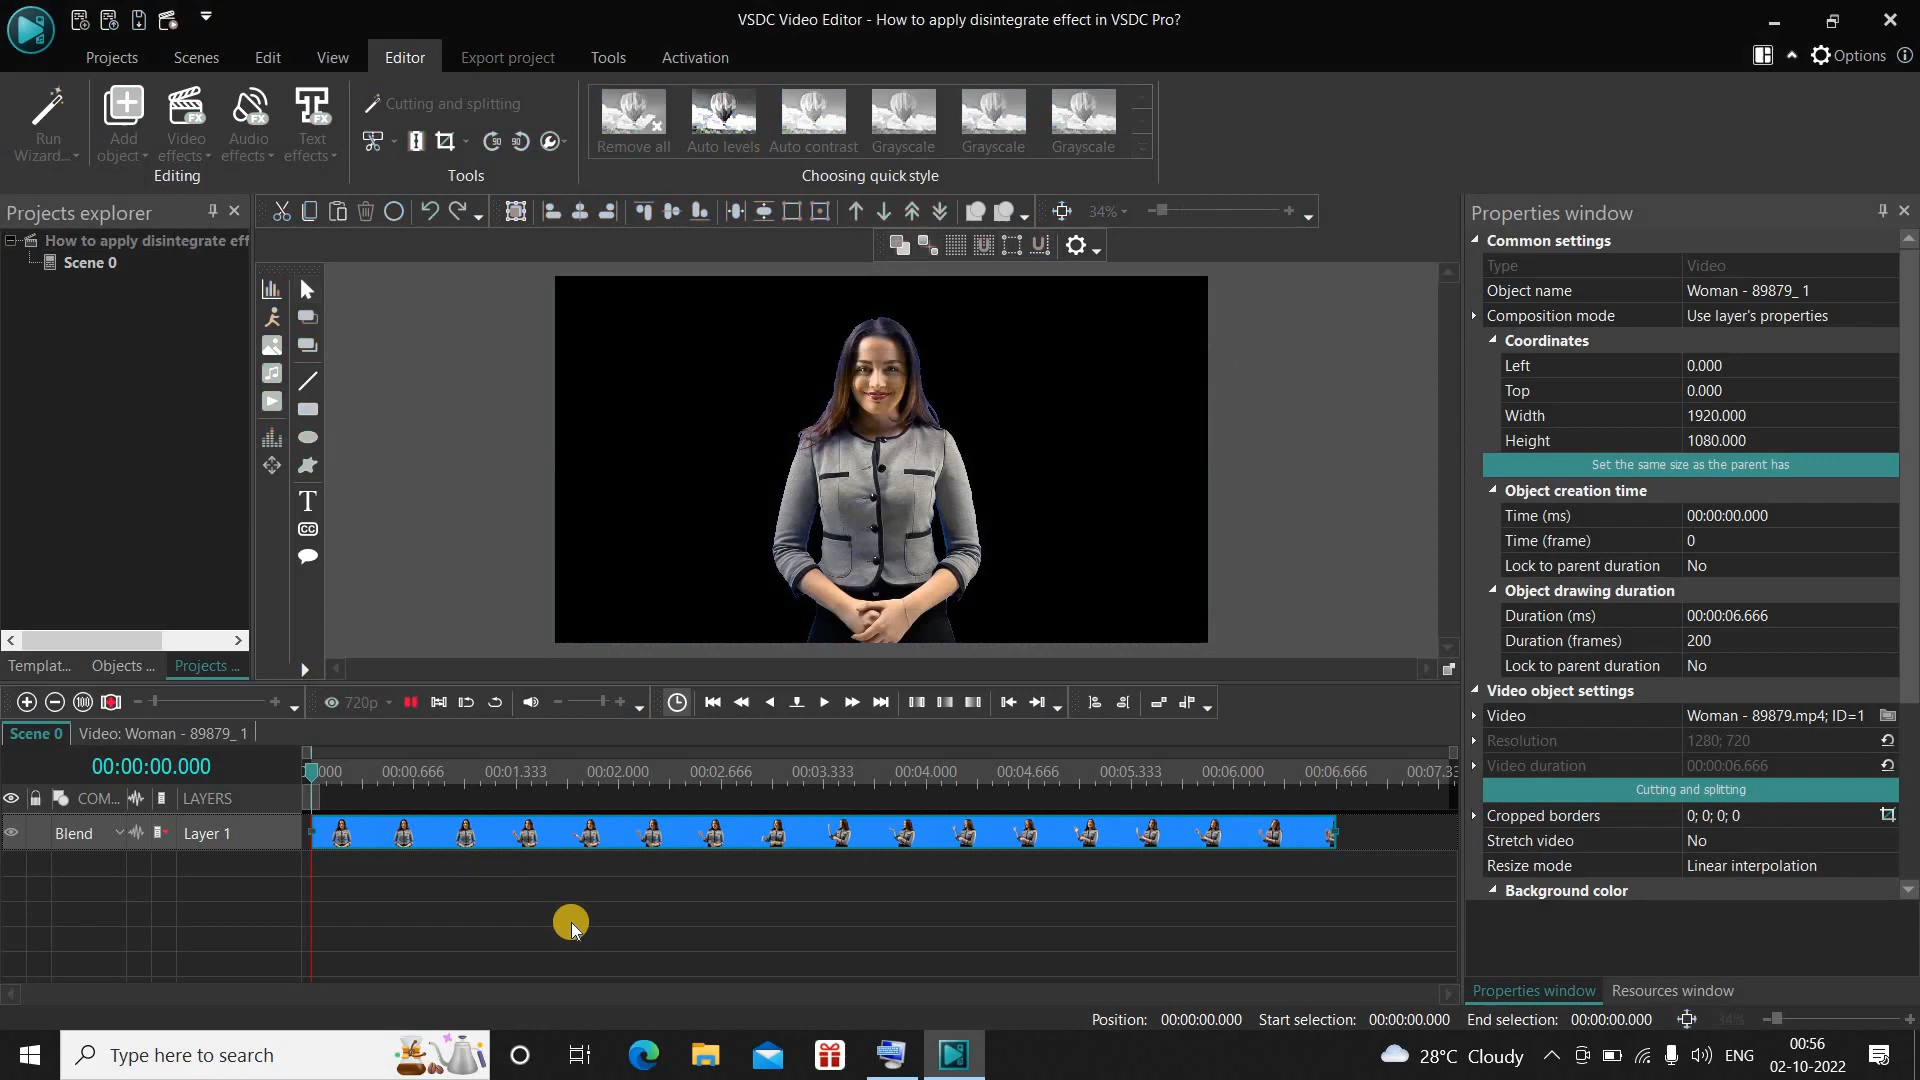 VSDC Video Editor - How to apply disintegrate effect in VSDC Pro?
Projects
Scenes
Edit
View
Editor
Export project
Tools
Activation
Options
Run Wizard...
Add object
Video effects
Audio effects
Text effects
Editing
Cutting and splitting
Tools
Remove all
Auto levels
Auto contrast
Grayscale
Grayscale
Grayscale
Choosing quick style
Projects explorer
How to apply disintegrate eff
Scene 0
34%
Templat...
Objects ...
Projects ...
Properties window
Common settings
Type Video
Object name Woman - 89879_ 1
Composition mode Use layer's properties
Coordinates
Left 0.000
Top 0.000
Width 1920.000
Height 1080.000
Set the same size as the parent has
Object creation time
Time (ms) 00:00:00.000
Time (frame) 0
Lock to parent duration No
Object drawing duration
Duration (ms) 00:00:06.666
Duration (frames) 200
Lock to parent duration No
Video object settings
Video Woman - 89879.mp4; ID=1
Resolution 1280; 720
Video duration 00:00:06.666
Cutting and splitting
Cropped borders 0; 0; 0; 0
Stretch video No
Resize mode Linear interpolation
Background color
Properties window
Resources window
720p
Scene 0
Video: Woman - 89879_ 1
00:00:00.000
000 00:00.666 00:01.333 00:02.000 00:02.666 00:03.333 00:04.000 00:04.666 00:05.333 00:06.000 00:06.666 00:07.3
COM... LAYERS
Blend Layer 1
Position: 00:00:00.000 Start selection: 00:00:00.000 End selection: 00:00:00.000 34%
Type here to search
28°C Cloudy
ENG
00:56
02-10-2022